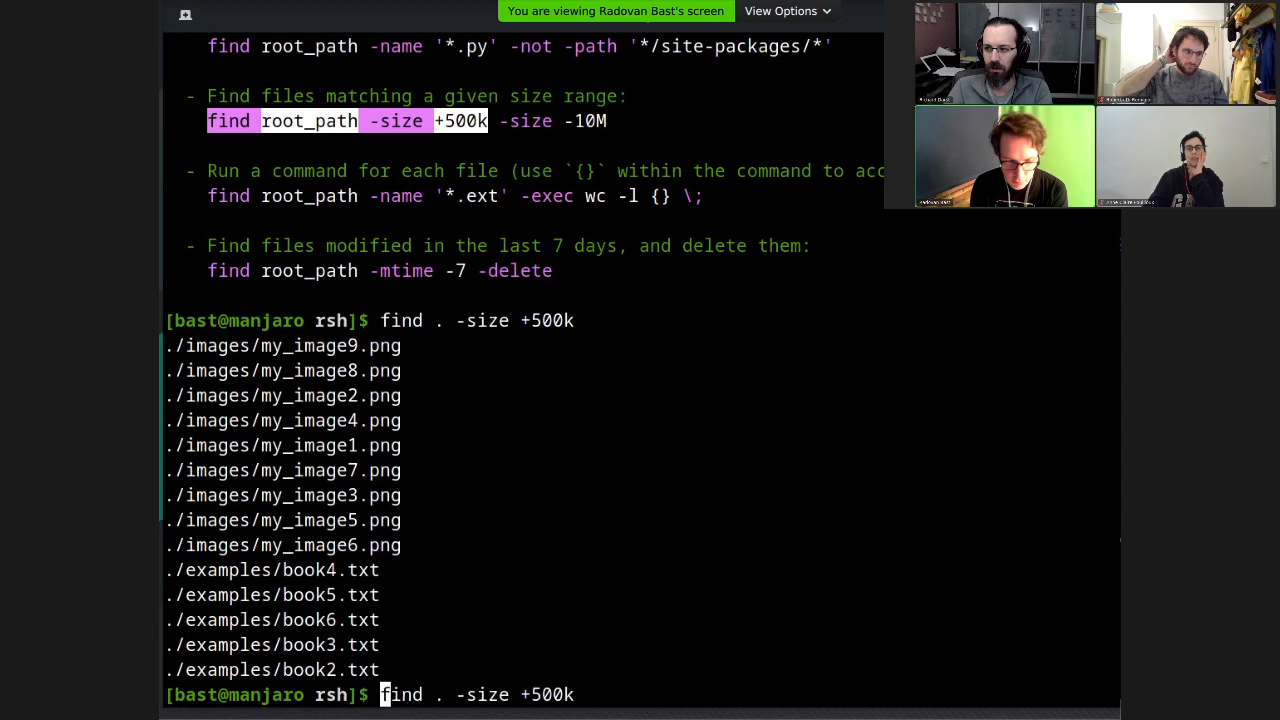 You are viewing Radovan Bast's screen
View Options
find root_path -name '*.py' -not -path '*/site-packages/*'
- Find files matching a given size range:
find root_path -size +500k -size -10M
- Run a command for each file (use `{}` within the command to acc
find root_path -name '*.ext' -exec wc -l {} \;
- Find files modified in the last 7 days, and delete them:
find root_path -mtime -7 -delete
[bast@manjaro rsh]$ find . -size +500k
./images/my_image9.png
./images/my_image8.png
./images/my_image2.png
./images/my_image4.png
./images/my_image1.png
./images/my_image7.png
./images/my_image3.png
./images/my_image5.png
./images/my_image6.png
./examples/book4.txt
./examples/book5.txt
./examples/book6.txt
./examples/book3.txt
./examples/book2.txt
[bast@manjaro rsh]$ find . -size +500k
Richard Darst
Radovan Bast